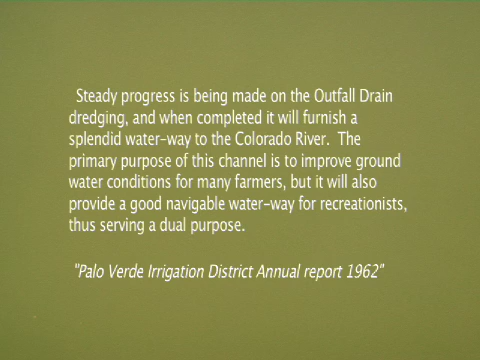 Steady progress is being made on the Outfall Drain
dredging, and when completed it will furnish a
splendid water-way to the Colorado River.  The
primary purpose of this channel is to improve ground
water conditions for many farmers, but it will also
provide a good navigable water-way for recreationists,
thus serving a dual purpose.
"Palo Verde Irrigation District Annual report 1962"